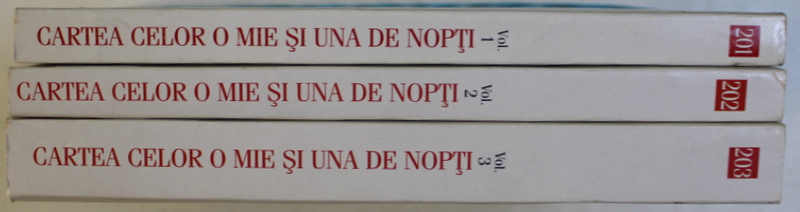 CARTEA CELOR O MIE ŞI UNA DE NOPŢI Vol. 1 201
CARTEA CELOR O MIE ŞI UNA DE NOPŢI Vol. 2 202
CARTEA CELOR O MIE ŞI UNA DE NOPŢI Vol. 3 203